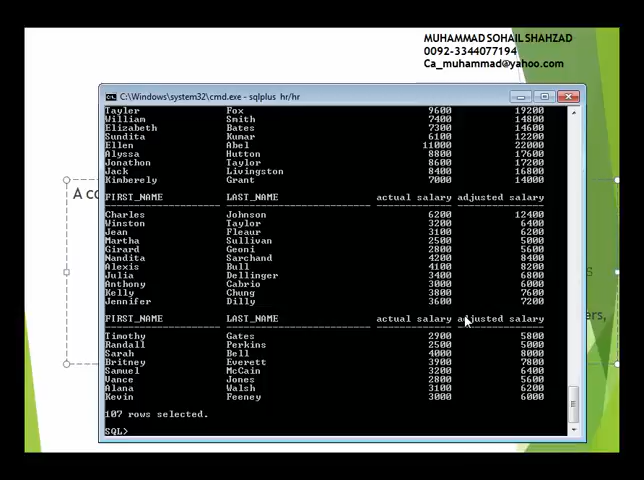 MUHAMMAD SOHAIL SHAHZAD
0092-3344077194
Ca_muhammad@yahoo.com
C:\Windows\system32\cmd.exe - sqlplus hr/hr
Tayler Fox 9600 19200
William Smith 7400 14800
Elizabeth Bates 7300 14600
Sundita Kumar 6100 12200
Ellen Abel 11000 22000
Alyssa Hutton 8800 17600
Jonathon Taylor 8600 17200
Jack Livingston 8400 16800
Kimberely Grant 7000 14000
FIRST_NAME LAST_NAME actual salary adjusted salary
Charles Johnson 6200 12400
Winston Taylor 3200 6400
Jean Fleaur 3100 6200
Martha Sullivan 2500 5000
Girard Geoni 2800 5600
Nandita Sarchand 4200 8400
Alexis Bull 4100 8200
Julia Dellinger 3400 6800
Anthony Cabrio 3000 6000
Kelly Chung 3800 7600
Jennifer Dilly 3600 7200
FIRST_NAME LAST_NAME actual salary adjusted salary
Timothy Gates 2900 5800
Randall Perkins 2500 5000
Sarah Bell 4000 8000
Britney Everett 3900 7800
Samuel McCain 3200 6400
Vance Jones 2800 5600
Alana Walsh 3100 6200
Kevin Feeney 3000 6000
107 rows selected.
SQL>